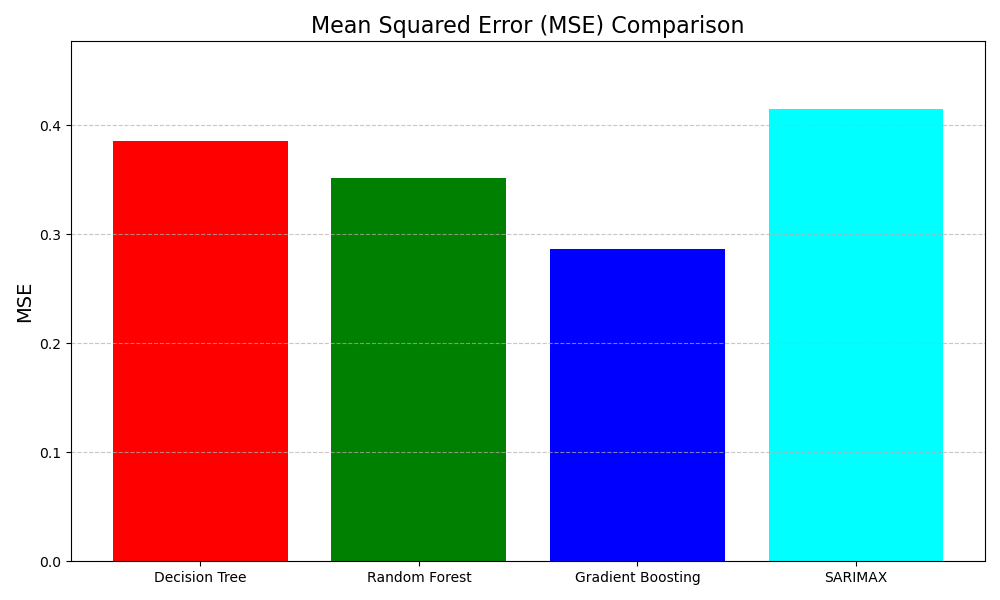 Mean Squared Error (MSE) Comparison
MSE
0.4
0.3
0.2
0.1
0.0
Decision Tree
Random Forest
Gradient Boosting
SARIMAX